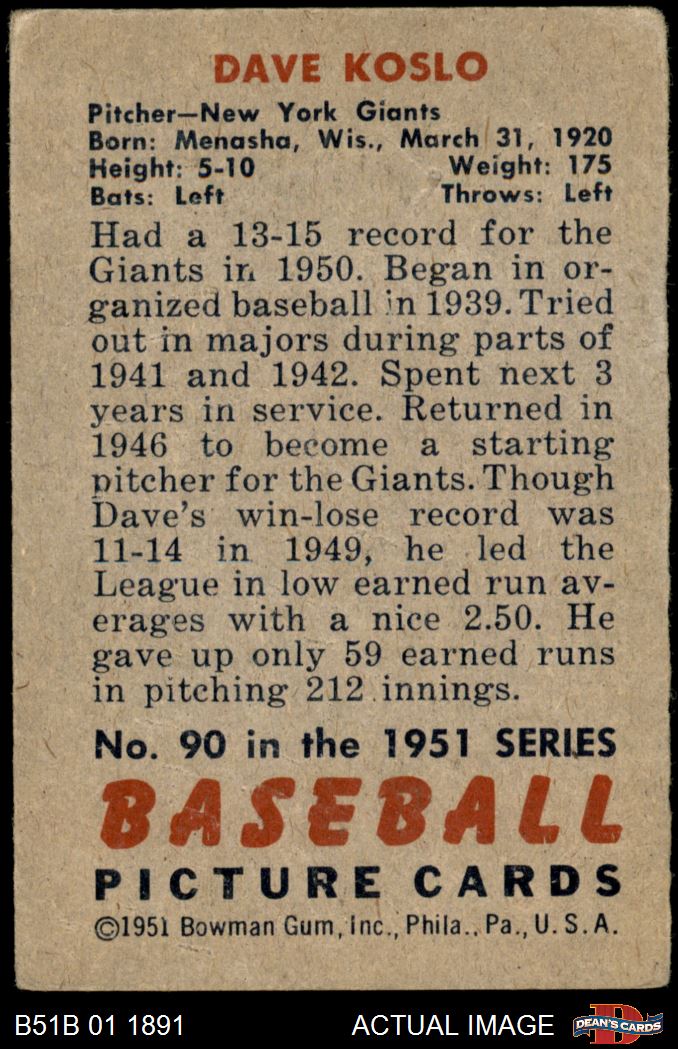 DAVE KOSLO
Pitcher—New York Giants
Born: Menasha, Wis., March 31, 1920
Height: 5-10 Weight: 175
Bats: Left Throws: Left
Had a 13-15 record for the
Giants in 1950. Began in or-
ganized baseball in 1939. Tried
out in majors during parts of
1941 and 1942. Spent next 3
years in service. Returned in
1946 to become a starting
pitcher for the Giants. Though
Dave's win-lose record was
11-14 in 1949, he led the
League in low earned run av-
erages with a nice 2.50. He
gave up only 59 earned runs
in pitching 212 innings.
No. 90 in the 1951 SERIES
BASEBALL
PICTURE CARDS
©1951 Bowman Gum, Inc., Phila., Pa., U. S. A.
B51B 01 1891 ACTUAL IMAGE D DEAN'S CARDS